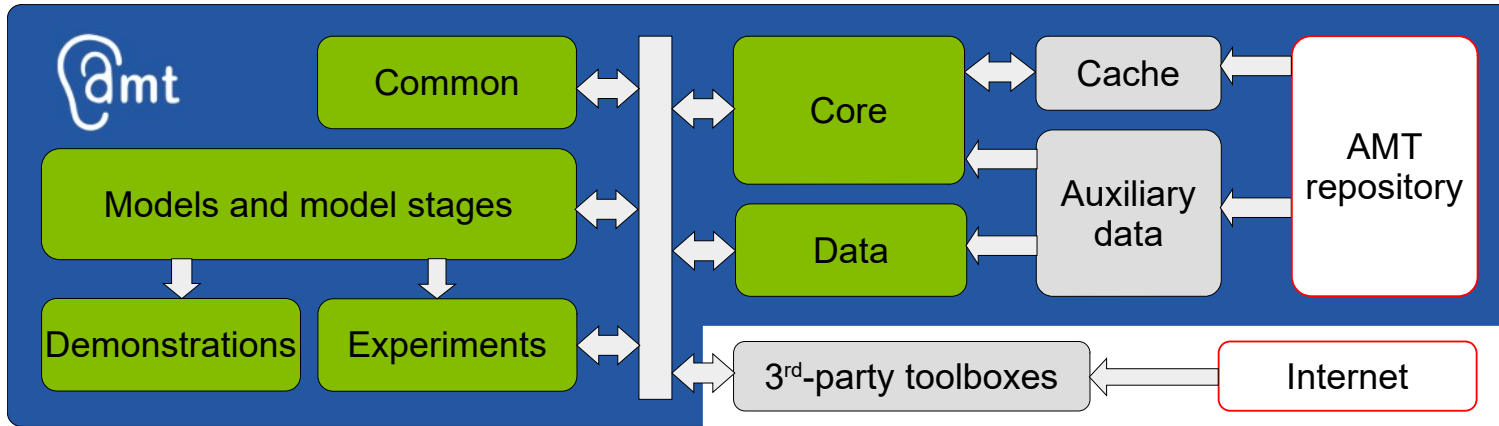 amt
Common
Models and model stages
Demonstrations
Experiments
Core
Data
Cache
Auxiliary
data
AMT
repository
3rd-party toolboxes
Internet